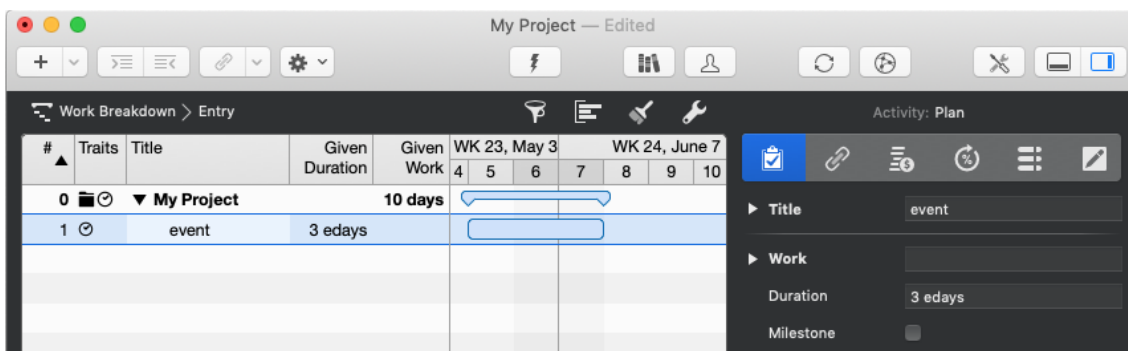 My Project — Edited
Work Breakdown > Entry
Activity: Plan
# Traits Title Given Duration Given Work WK 23, May 3 WK 24, June 7
4 5 6 7 8 9 10
0 My Project 10 days
1 event 3 edays
Title event
Work
Duration 3 edays
Milestone